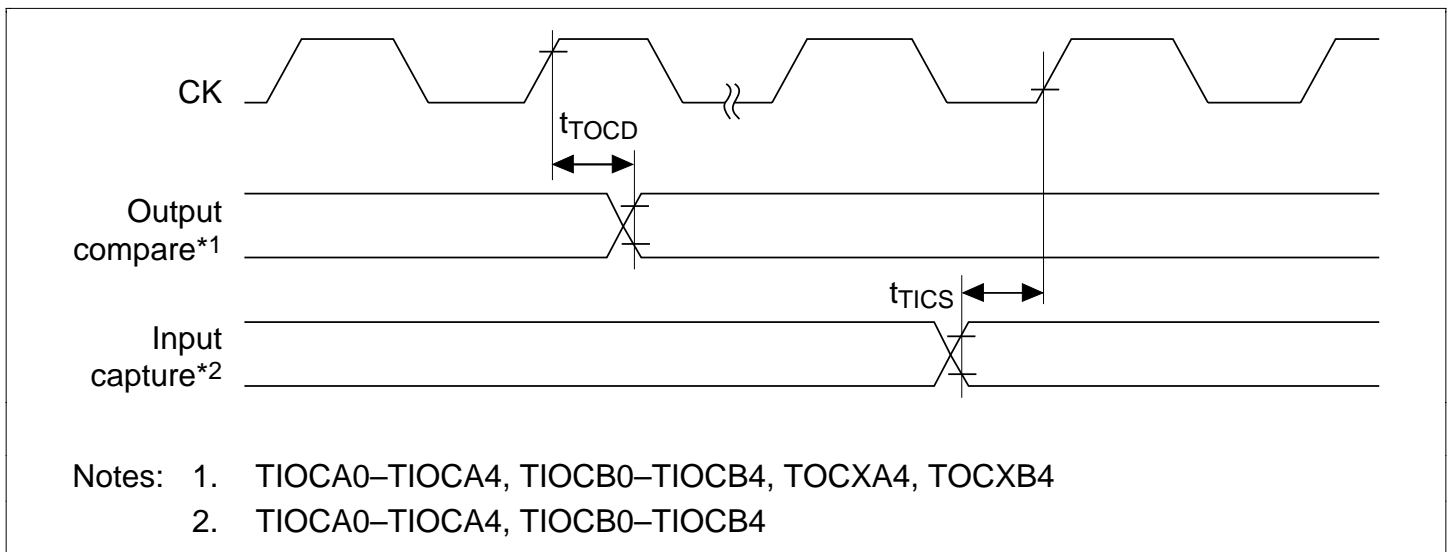 CK
tTOCD
Output
compare*1
tTICS
Input
capture*2
Notes: 1. TIOCA0–TIOCA4, TIOCB0–TIOCB4, TOCXA4, TOCXB4
2. TIOCA0–TIOCA4, TIOCB0–TIOCB4